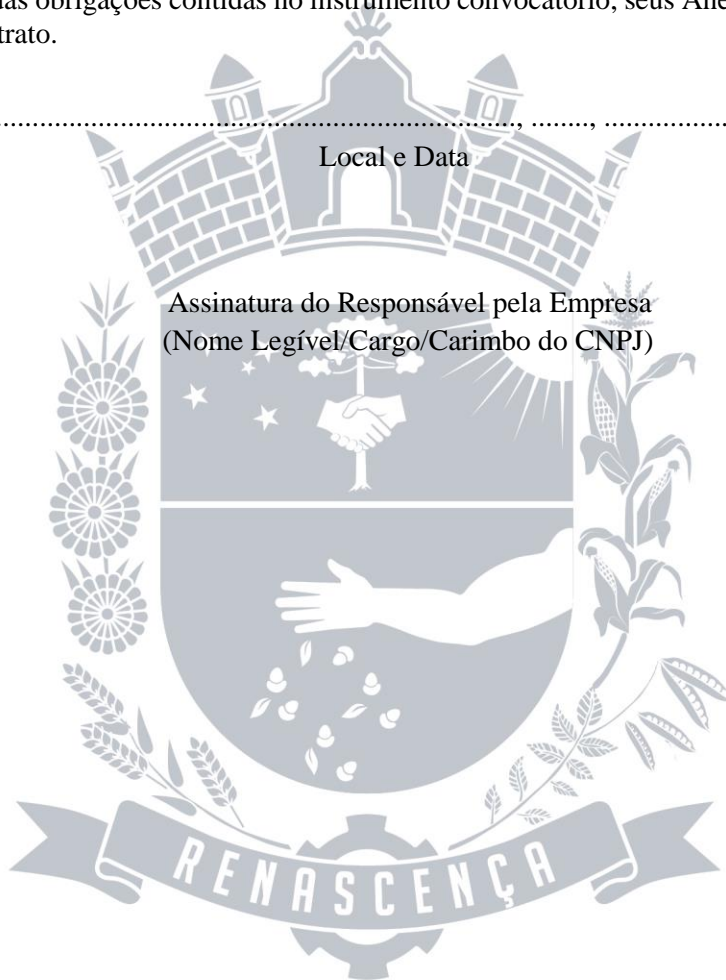 das obrigações contidas no instrumento convocatório, seus
trato.
...................................................................., ........, .................
Local e Data
Assinatura do Responsável pela Empresa
(Nome Legível/Cargo/Carimbo do CNPJ)
RENASCENÇA